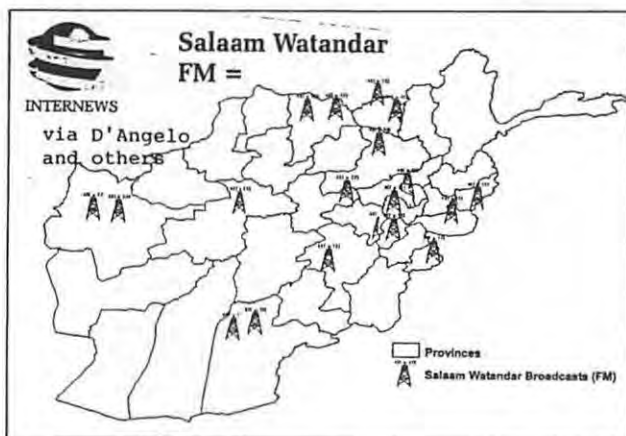 Salaam Watandar
FM =
INTERNEWS
via D'Angelo
and others
Provinces
Salaam Watandar Broadcasts (FM)